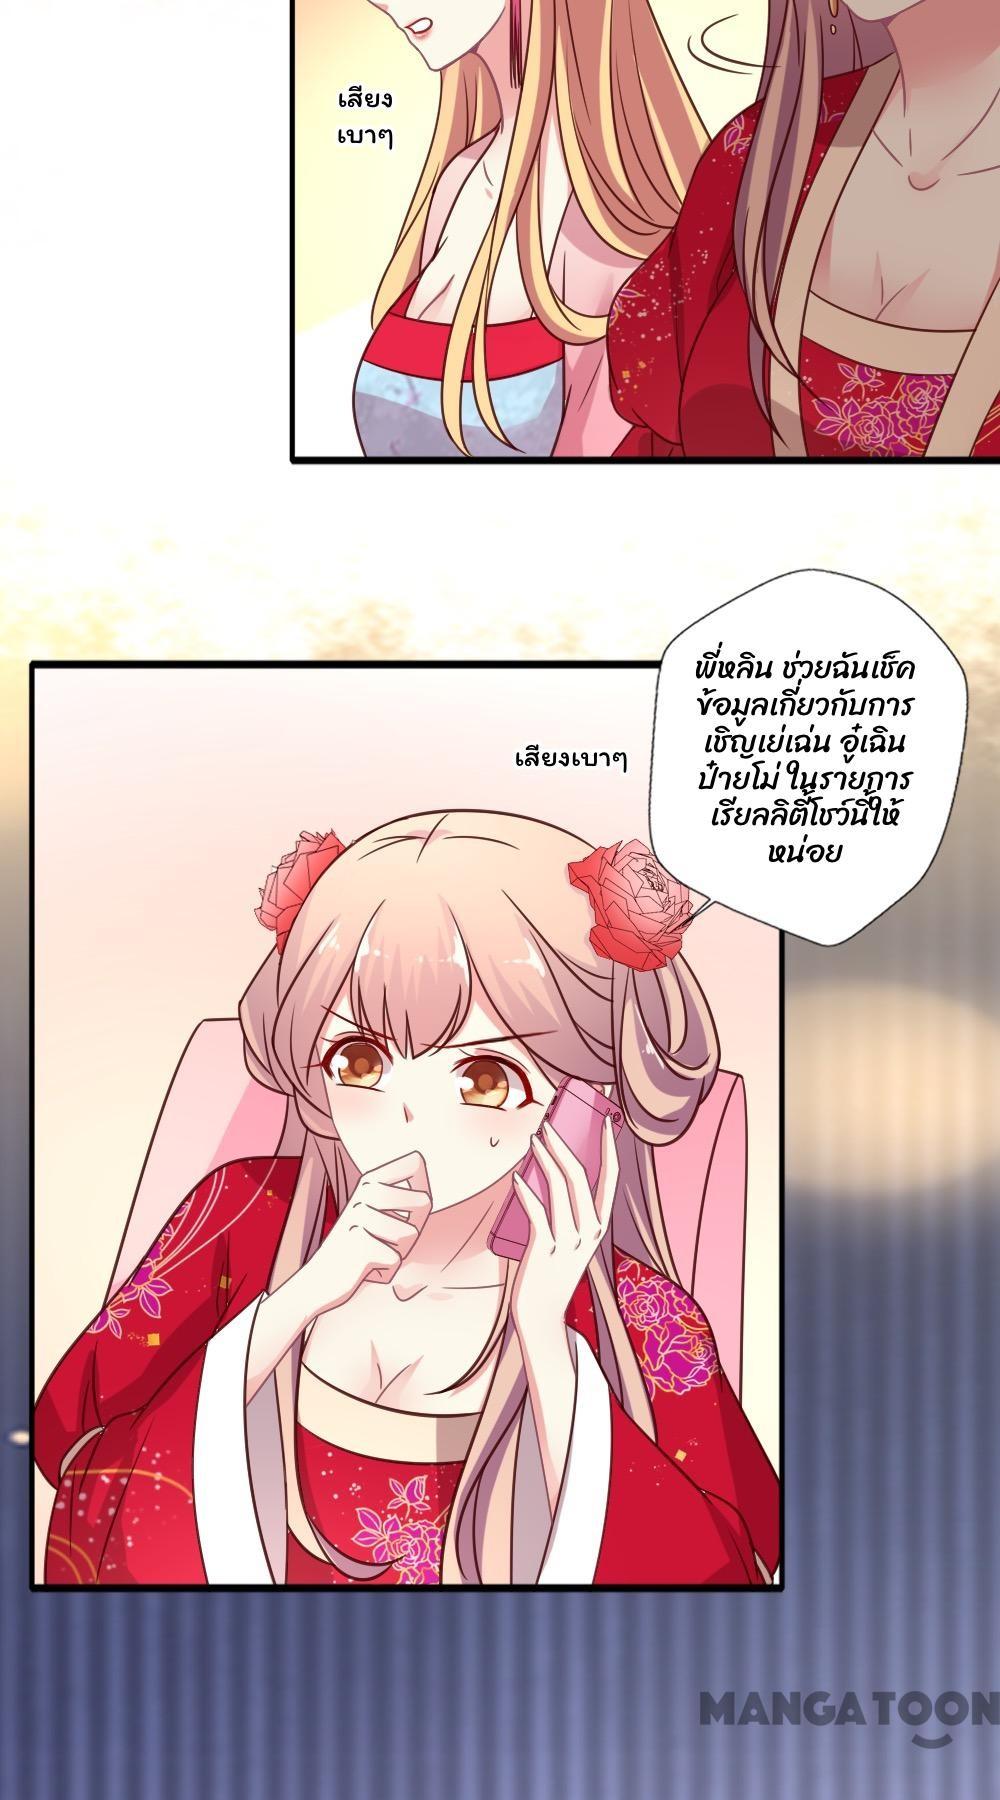 เสียง
เบาๆ
พี่หลิน ช่วยฉันเช็ค
ข้อมูลเกี่ยวกับการ
เชิญเย่เฉ่น อู๋เฉิน
ป๋ายโม่ ในรายการ
เรียลลิตี้โชว์นี้ให้
หน่อย
เสียงเบาๆ
MANGATOON